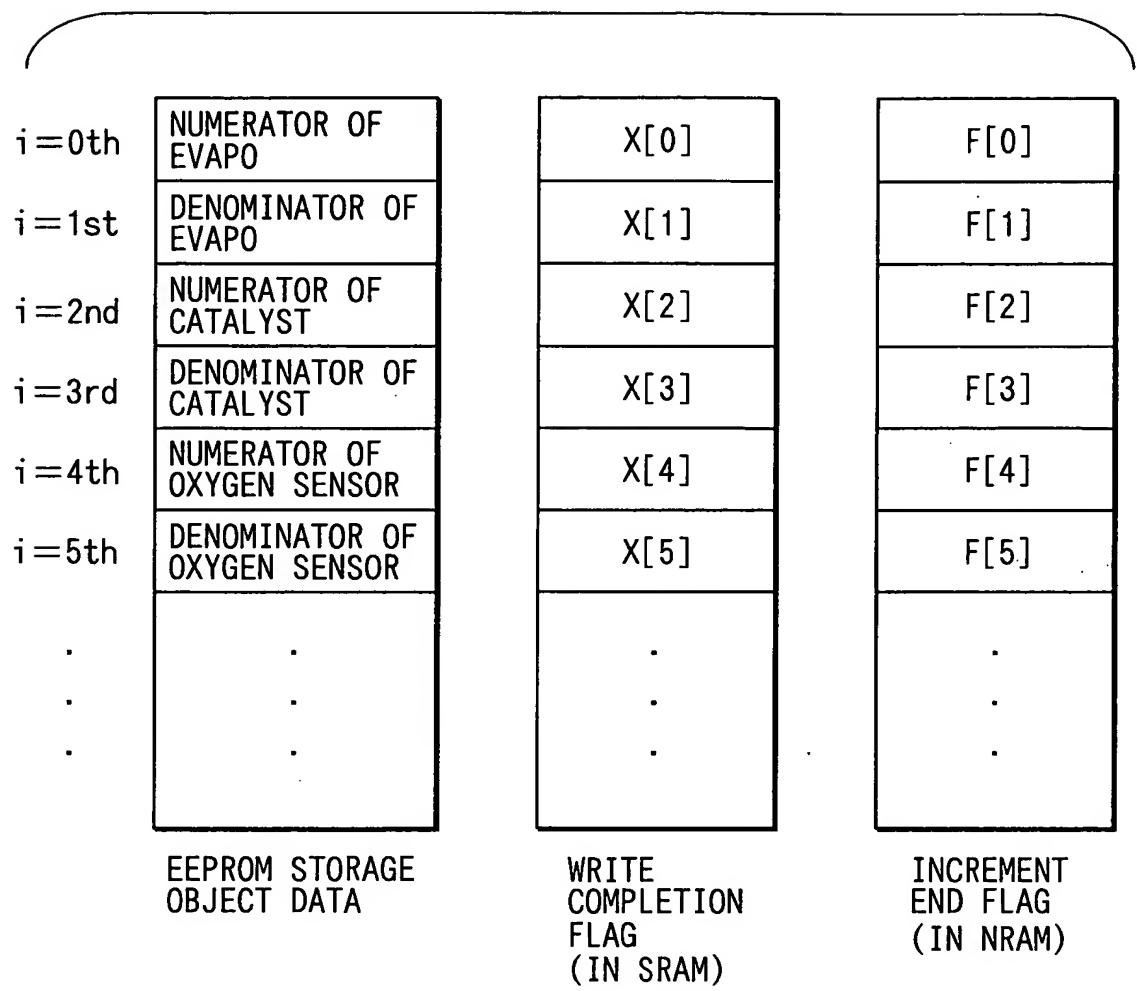 i=0th
NUMERATOR OF
EVAPO
X[0]
F[0]
i=1st
DENOMINATOR OF
EVAPO
X[1]
F[1]
i=2nd
NUMERATOR OF
CATALYST
X[2]
F[2]
i=3rd
DENOMINATOR OF
CATALYST
X[3]
F[3]
i=4th
NUMERATOR OF
OXYGEN SENSOR
X[4]
F[4]
i=5th
DENOMINATOR OF
OXYGEN SENSOR
X[5]
F[5]
EEPROM STORAGE
OBJECT DATA
WRITE
COMPLETION
FLAG
(IN SRAM)
INCREMENT
END FLAG
(IN NRAM)